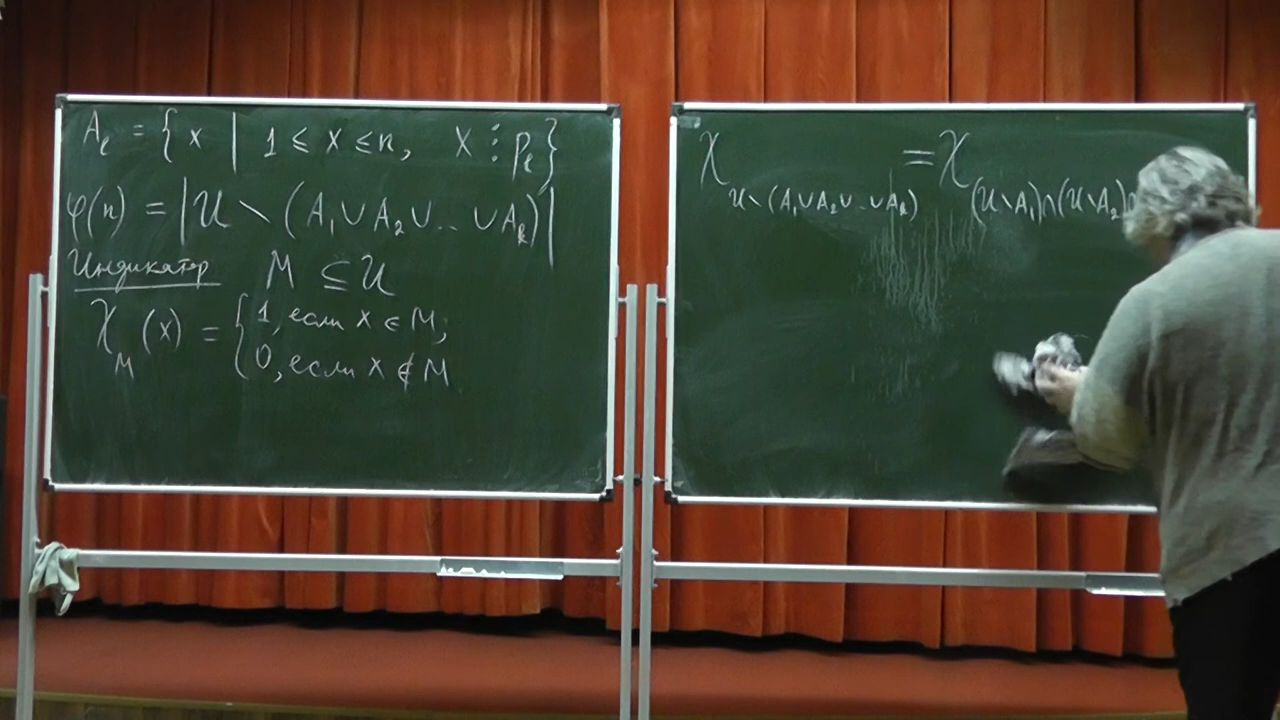 A_ℓ = { x | 1 ≤ x ≤ n, x ⋮ p_ℓ }
φ(n) = | U \ (A₁ ∪ A₂ ∪ ... ∪ A_k) |
Индикатор M ⊆ U
χ_M (x) = { 1, если x ∈ M;
0, если x ∉ M
χ_{U \ (A₁ ∪ A₂ ∪ ... ∪ A_k)} = χ_{(U \ A₁) ∩ (U \ A₂) ∩